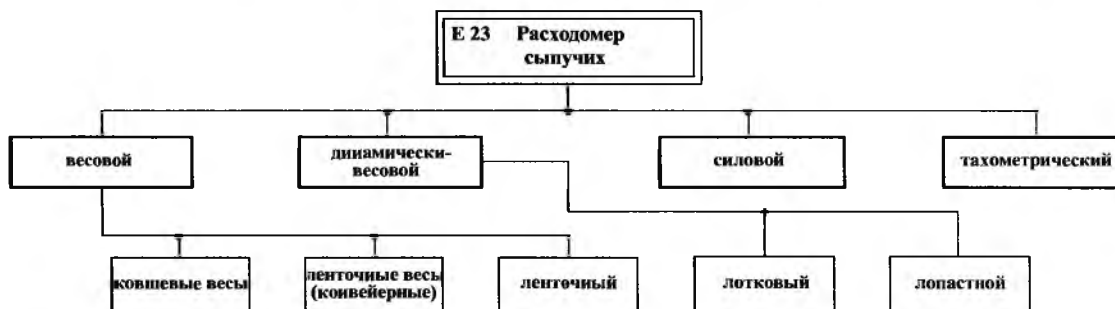 Е 23 Расходомер
сыпучих
весовой
динамически-
весовой
силовой
тахометрический
ковшевые весы
ленточные весы
(конвейерные)
ленточный
лотковый
лопастной